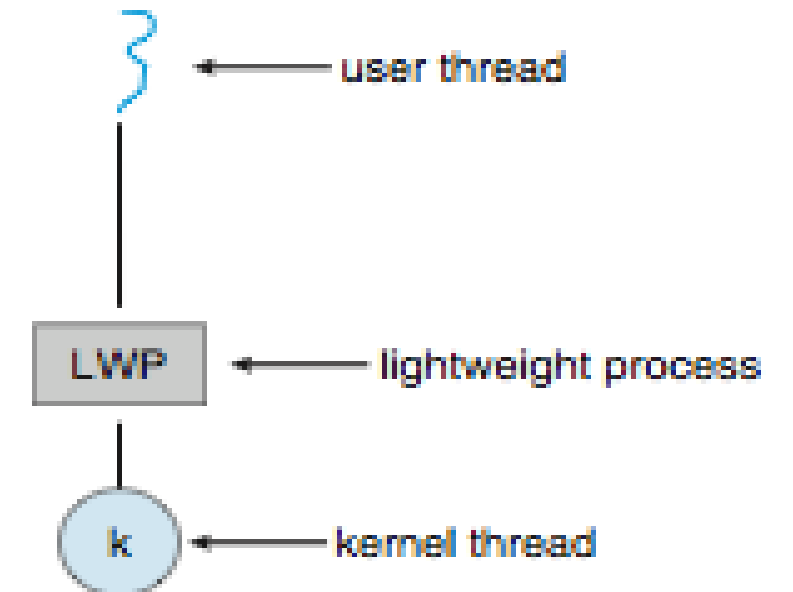 user thread
LWP
lightweight process
k
kernel thread